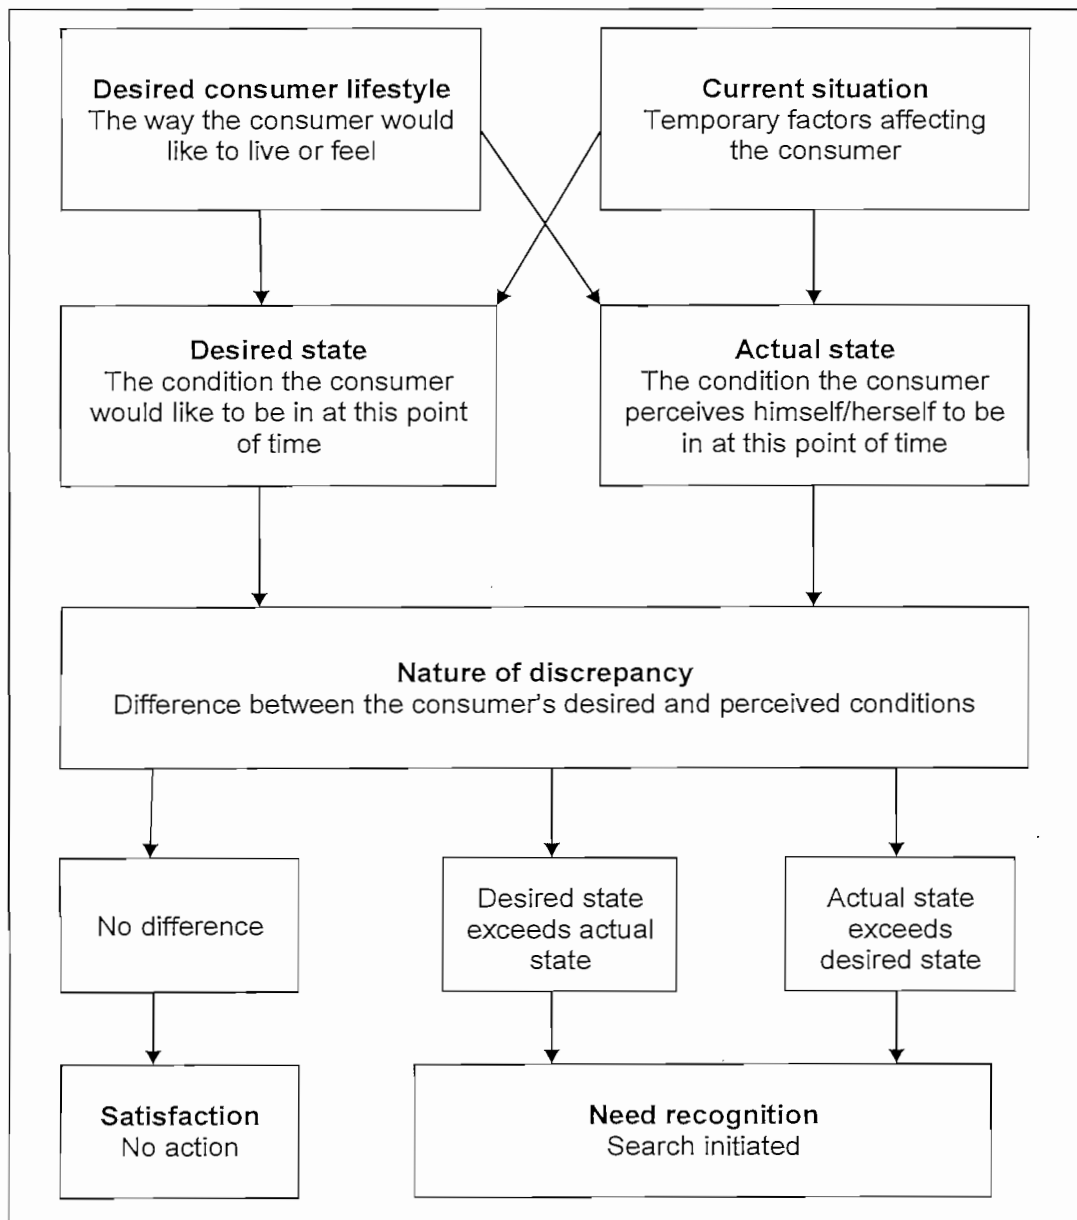 Desired consumer lifestyle
The way the consumer would
like to live or feel
Current situation
Temporary factors affecting
the consumer
Desired state
The condition the consumer
would like to be in at this point
of time
Actual state
The condition the consumer
perceives himself/herself to be
in at this point of time
Nature of discrepancy
Difference between the consumer's desired and perceived conditions
No difference
Desired state
exceeds actual
state
Actual state
exceeds
desired state
Satisfaction
No action
Need recognition
Search initiated